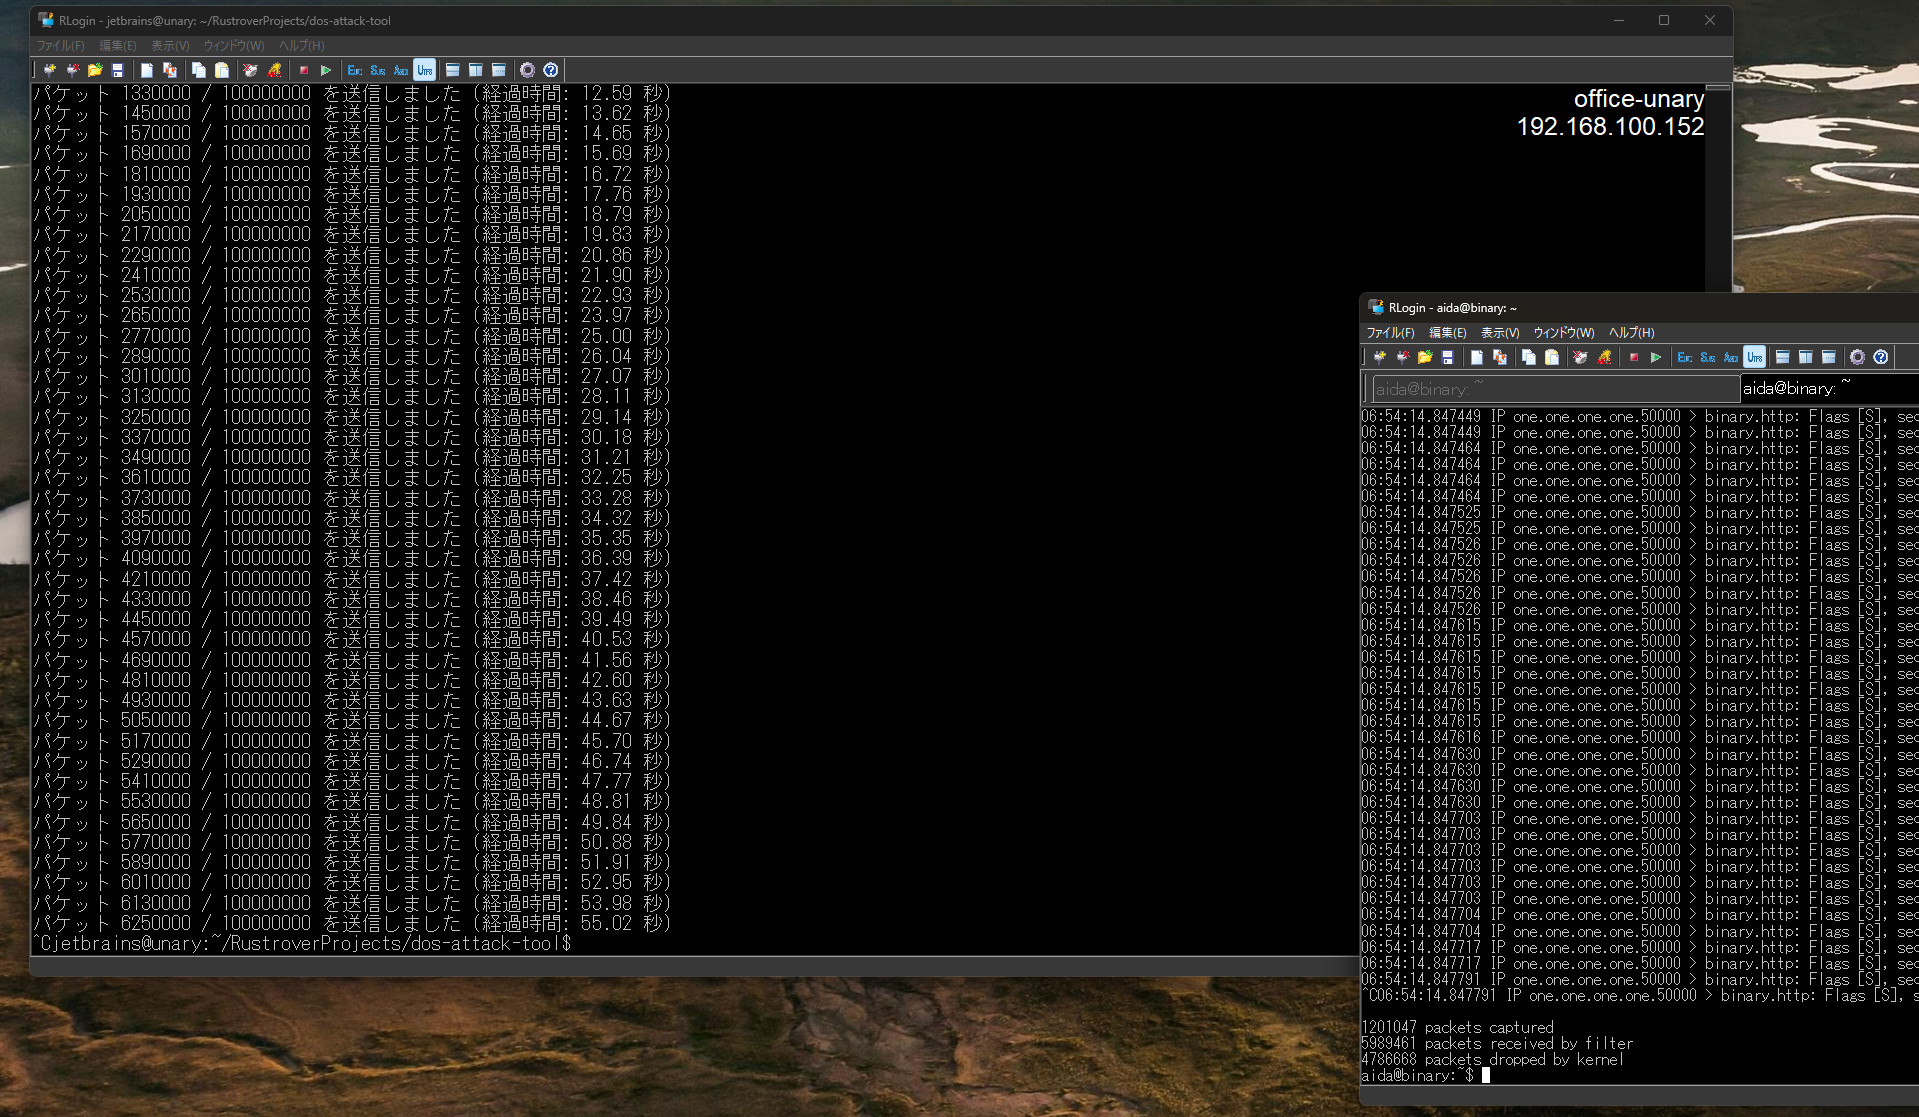 RLogin - jetbrains@unary: ~/RustroverProjects/dos-attack-tool
ファイル(F) 編集(E) 表示(V) ウィンドウ(W) ヘルプ(H)
パケット 1330000 / 100000000 を送信しました (経過時間: 12.59 秒)
パケット 1450000 / 100000000 を送信しました (経過時間: 13.62 秒)
パケット 1570000 / 100000000 を送信しました (経過時間: 14.65 秒)
パケット 1690000 / 100000000 を送信しました (経過時間: 15.69 秒)
パケット 1810000 / 100000000 を送信しました (経過時間: 16.72 秒)
パケット 1930000 / 100000000 を送信しました (経過時間: 17.76 秒)
パケット 2050000 / 100000000 を送信しました (経過時間: 18.79 秒)
パケット 2170000 / 100000000 を送信しました (経過時間: 19.83 秒)
パケット 2290000 / 100000000 を送信しました (経過時間: 20.86 秒)
パケット 2410000 / 100000000 を送信しました (経過時間: 21.90 秒)
パケット 2530000 / 100000000 を送信しました (経過時間: 22.93 秒)
パケット 2650000 / 100000000 を送信しました (経過時間: 23.97 秒)
パケット 2770000 / 100000000 を送信しました (経過時間: 25.00 秒)
パケット 2890000 / 100000000 を送信しました (経過時間: 26.04 秒)
パケット 3010000 / 100000000 を送信しました (経過時間: 27.07 秒)
パケット 3130000 / 100000000 を送信しました (経過時間: 28.11 秒)
パケット 3250000 / 100000000 を送信しました (経過時間: 29.14 秒)
パケット 3370000 / 100000000 を送信しました (経過時間: 30.18 秒)
パケット 3490000 / 100000000 を送信しました (経過時間: 31.21 秒)
パケット 3610000 / 100000000 を送信しました (経過時間: 32.25 秒)
パケット 3730000 / 100000000 を送信しました (経過時間: 33.28 秒)
パケット 3850000 / 100000000 を送信しました (経過時間: 34.32 秒)
パケット 3970000 / 100000000 を送信しました (経過時間: 35.35 秒)
パケット 4090000 / 100000000 を送信しました (経過時間: 36.39 秒)
パケット 4210000 / 100000000 を送信しました (経過時間: 37.42 秒)
パケット 4330000 / 100000000 を送信しました (経過時間: 38.46 秒)
パケット 4450000 / 100000000 を送信しました (経過時間: 39.49 秒)
パケット 4570000 / 100000000 を送信しました (経過時間: 40.53 秒)
パケット 4690000 / 100000000 を送信しました (経過時間: 41.56 秒)
パケット 4810000 / 100000000 を送信しました (経過時間: 42.60 秒)
パケット 4930000 / 100000000 を送信しました (経過時間: 43.63 秒)
パケット 5050000 / 100000000 を送信しました (経過時間: 44.67 秒)
パケット 5170000 / 100000000 を送信しました (経過時間: 45.70 秒)
パケット 5290000 / 100000000 を送信しました (経過時間: 46.74 秒)
パケット 5410000 / 100000000 を送信しました (経過時間: 47.77 秒)
パケット 5530000 / 100000000 を送信しました (経過時間: 48.81 秒)
パケット 5650000 / 100000000 を送信しました (経過時間: 49.84 秒)
パケット 5770000 / 100000000 を送信しました (経過時間: 50.88 秒)
パケット 5890000 / 100000000 を送信しました (経過時間: 51.91 秒)
パケット 6010000 / 100000000 を送信しました (経過時間: 52.95 秒)
パケット 6130000 / 100000000 を送信しました (経過時間: 53.98 秒)
パケット 6250000 / 100000000 を送信しました (経過時間: 55.02 秒)
^Cjetbrains@unary:~/RustroverProjects/dos-attack-tool$
office-unary
192.168.100.152
RLogin - aida@binary: ~
ファイル(F) 編集(E) 表示(V) ウィンドウ(W) ヘルプ(H)
aida@binary: ~ aida@binary: ~
06:54:14.847449 IP one.one.one.one.50000 > binary.http: Flags [S], sec
06:54:14.847449 IP one.one.one.one.50000 > binary.http: Flags [S], sec
06:54:14.847464 IP one.one.one.one.50000 > binary.http: Flags [S], sec
06:54:14.847464 IP one.one.one.one.50000 > binary.http: Flags [S], sec
06:54:14.847464 IP one.one.one.one.50000 > binary.http: Flags [S], sec
06:54:14.847464 IP one.one.one.one.50000 > binary.http: Flags [S], sec
06:54:14.847525 IP one.one.one.one.50000 > binary.http: Flags [S], sec
06:54:14.847525 IP one.one.one.one.50000 > binary.http: Flags [S], sec
06:54:14.847526 IP one.one.one.one.50000 > binary.http: Flags [S], sec
06:54:14.847526 IP one.one.one.one.50000 > binary.http: Flags [S], sec
06:54:14.847526 IP one.one.one.one.50000 > binary.http: Flags [S], sec
06:54:14.847526 IP one.one.one.one.50000 > binary.http: Flags [S], sec
06:54:14.847526 IP one.one.one.one.50000 > binary.http: Flags [S], sec
06:54:14.847615 IP one.one.one.one.50000 > binary.http: Flags [S], sec
06:54:14.847615 IP one.one.one.one.50000 > binary.http: Flags [S], sec
06:54:14.847615 IP one.one.one.one.50000 > binary.http: Flags [S], sec
06:54:14.847615 IP one.one.one.one.50000 > binary.http: Flags [S], sec
06:54:14.847615 IP one.one.one.one.50000 > binary.http: Flags [S], sec
06:54:14.847615 IP one.one.one.one.50000 > binary.http: Flags [S], sec
06:54:14.847615 IP one.one.one.one.50000 > binary.http: Flags [S], sec
06:54:14.847616 IP one.one.one.one.50000 > binary.http: Flags [S], sec
06:54:14.847630 IP one.one.one.one.50000 > binary.http: Flags [S], sec
06:54:14.847630 IP one.one.one.one.50000 > binary.http: Flags [S], sec
06:54:14.847630 IP one.one.one.one.50000 > binary.http: Flags [S], sec
06:54:14.847630 IP one.one.one.one.50000 > binary.http: Flags [S], sec
06:54:14.847703 IP one.one.one.one.50000 > binary.http: Flags [S], sec
06:54:14.847703 IP one.one.one.one.50000 > binary.http: Flags [S], sec
06:54:14.847703 IP one.one.one.one.50000 > binary.http: Flags [S], sec
06:54:14.847703 IP one.one.one.one.50000 > binary.http: Flags [S], sec
06:54:14.847703 IP one.one.one.one.50000 > binary.http: Flags [S], sec
06:54:14.847703 IP one.one.one.one.50000 > binary.http: Flags [S], sec
06:54:14.847704 IP one.one.one.one.50000 > binary.http: Flags [S], sec
06:54:14.847704 IP one.one.one.one.50000 > binary.http: Flags [S], sec
06:54:14.847717 IP one.one.one.one.50000 > binary.http: Flags [S], sec
06:54:14.847717 IP one.one.one.one.50000 > binary.http: Flags [S], sec
06:54:14.847791 IP one.one.one.one.50000 > binary.http: Flags [S], sec
^C06:54:14.847791 IP one.one.one.one.50000 > binary.http: Flags [S], s
1201047 packets captured
5989461 packets received by filter
4786668 packets dropped by kernel
aida@binary:~$